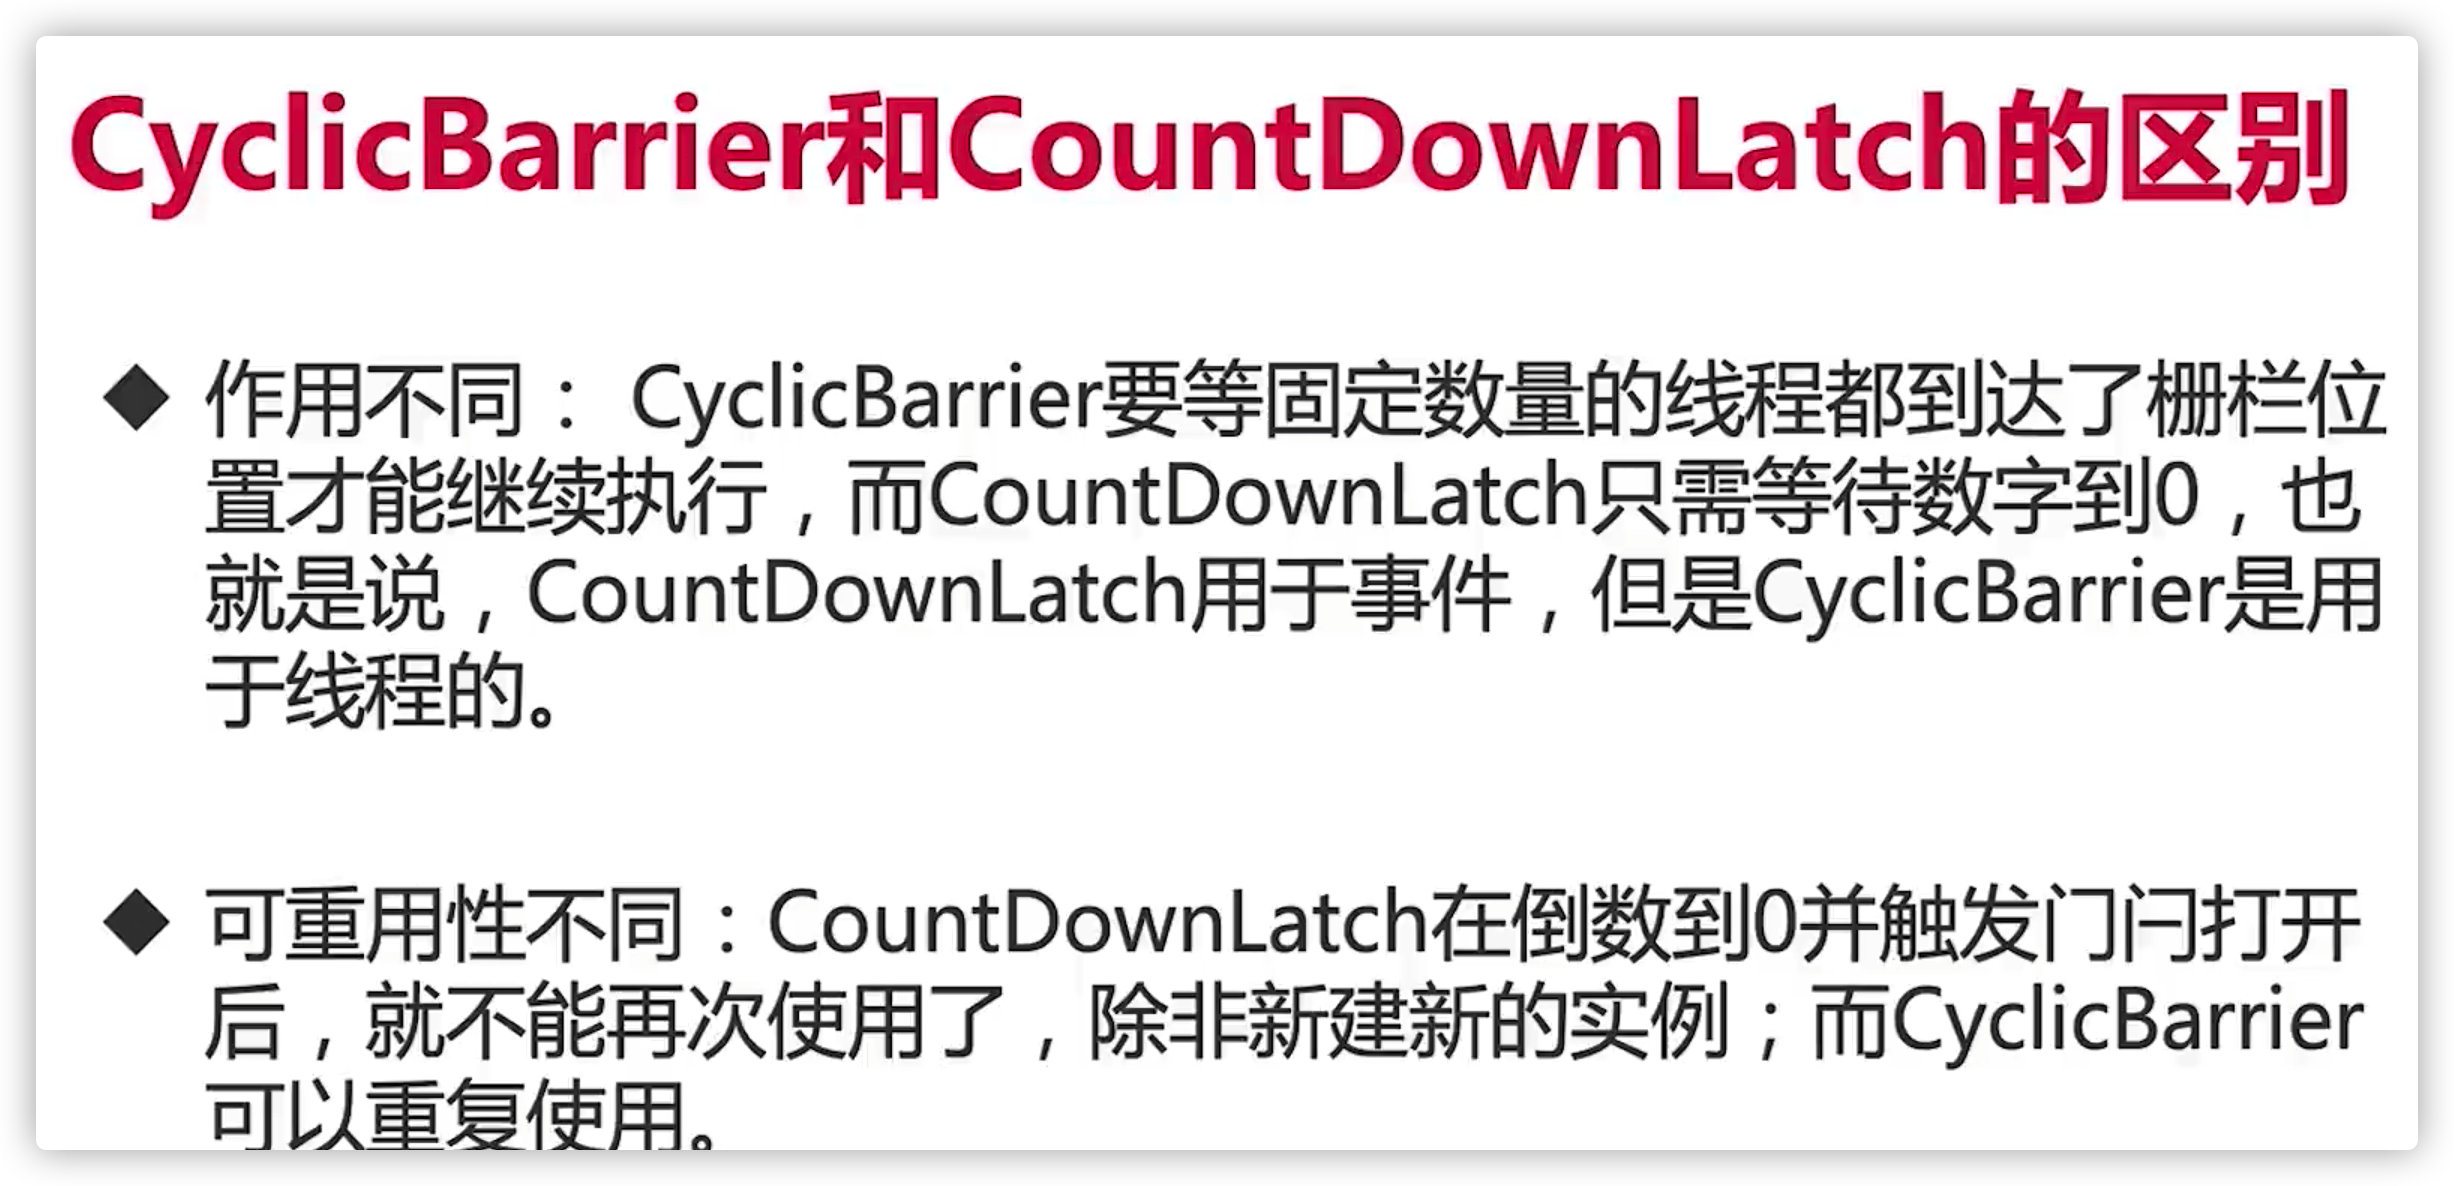 CyclicBarrier和CountDownLatch的区别
◆ 作用不同： CyclicBarrier要等固定数量的线程都到达了栅栏位
置才能继续执行，而CountDownLatch只需等待数字到0，也
就是说，CountDownLatch用于事件，但是CyclicBarrier是用
于线程的。
◆ 可重用性不同：CountDownLatch在倒数到0并触发门闩打开
后，就不能再次使用了，除非新建新的实例；而CyclicBarrier
可以重复使用。